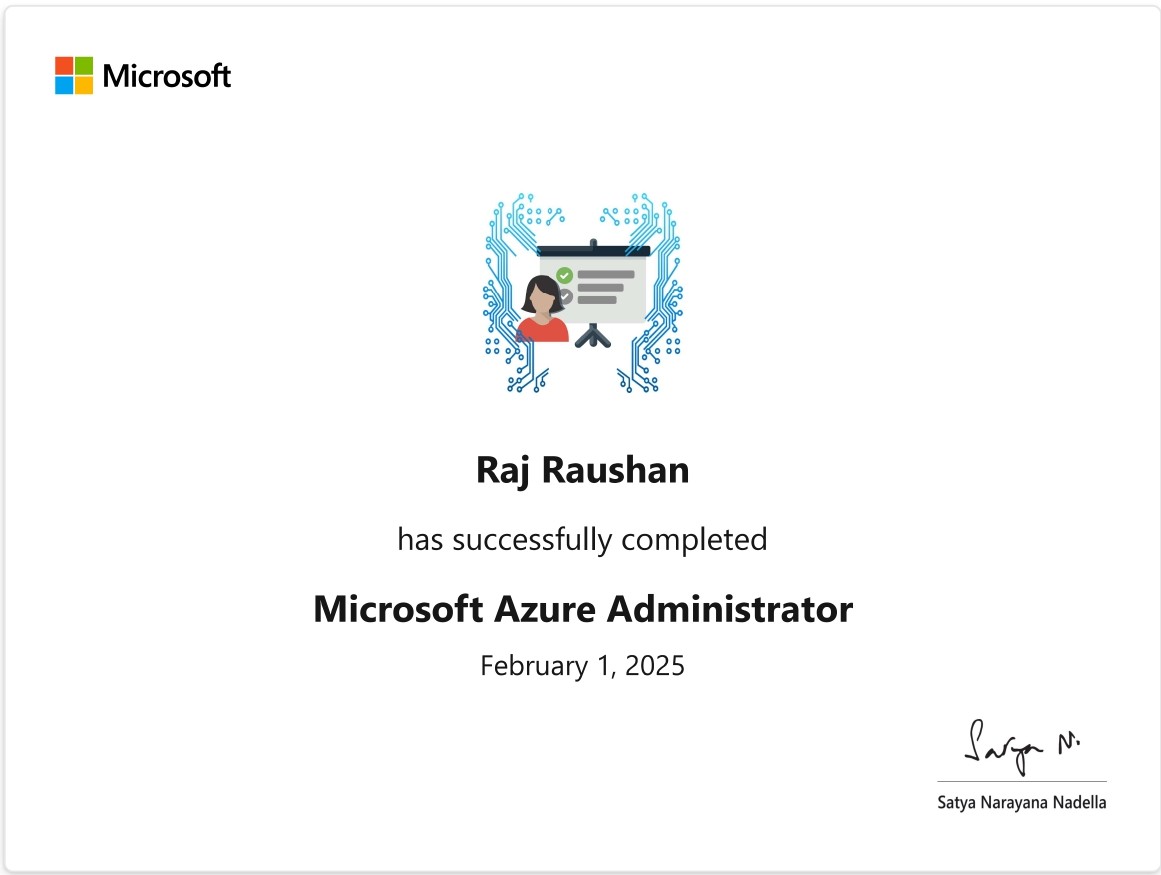 Microsoft
Raj Raushan
has successfully completed
Microsoft Azure Administrator
February 1, 2025
Satya N.
Satya Narayana Nadella